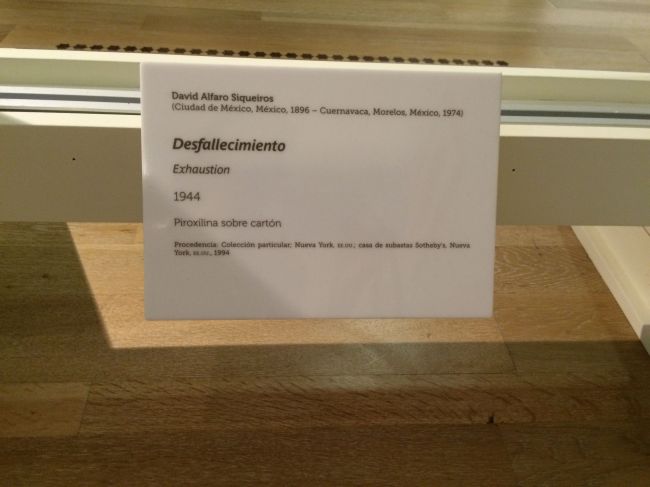 David Alfaro Siqueiros
(Ciudad de México, México, 1896 – Cuernavaca, Morelos, México, 1974)
Desfallecimiento
Exhaustion
1944
Piroxilina sobre cartón
Procedencia: Colección particular; Nueva York, EE.UU.; casa de subastas Sotheby's, Nueva
York, EE.UU., 1994